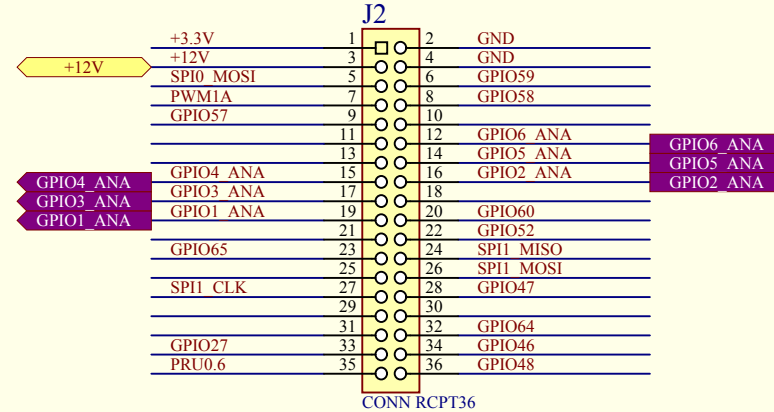 J2
+3.3V 1 2 GND
+12V +12V 3 4 GND
SPI0_MOSI 5 6 GPIO59
PWM1A 7 8 GPIO58
GPIO57 9 10
11 12 GPIO6_ANA GPIO6_ANA
13 14 GPIO5_ANA GPIO5_ANA
GPIO4_ANA GPIO4_ANA 15 16 GPIO2_ANA GPIO2_ANA
GPIO3_ANA GPIO3_ANA 17 18
GPIO1_ANA GPIO1_ANA 19 20 GPIO60
21 22 GPIO52
GPIO65 23 24 SPI1_MISO
25 26 SPI1_MOSI
SPI1_CLK 27 28 GPIO47
29 30
31 32 GPIO64
GPIO27 33 34 GPIO46
PRU0.6 35 36 GPIO48
CONN RCPT36